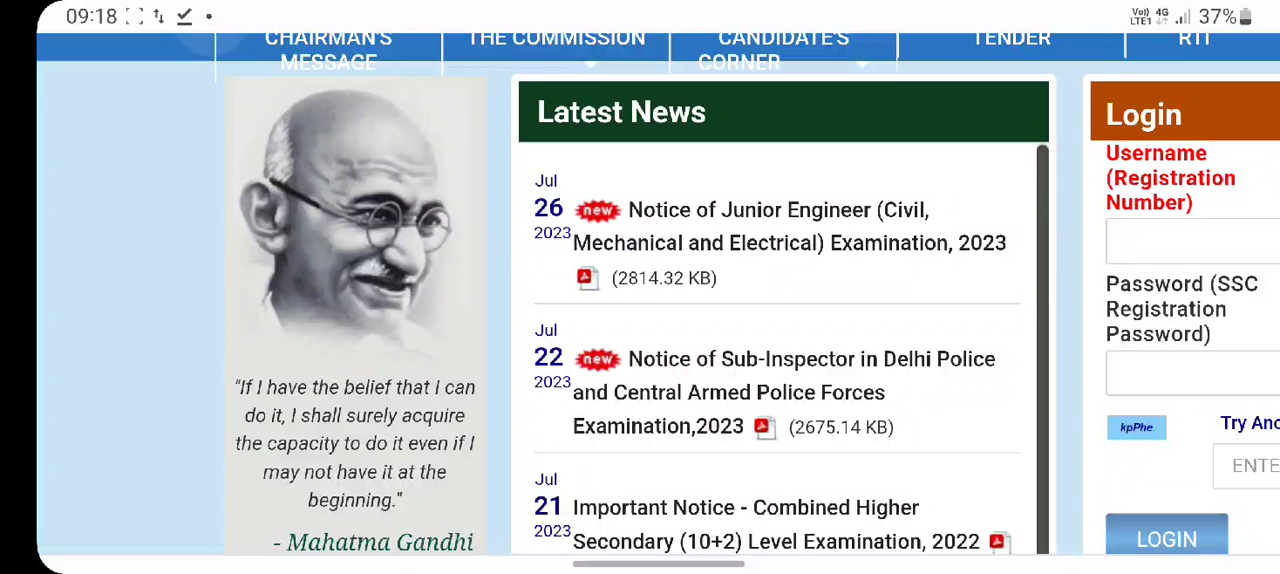 09:18
Vo) 4G
LTE1
37%
CHAIRMAN'S
MESSAGE
THE COMMISSION
CANDIDATE'S
CORNER
TENDER
RTI
"If I have the belief that I can
do it, I shall surely acquire
the capacity to do it even if I
may not have it at the
beginning."
- Mahatma Gandhi
Latest News
Jul
26
2023
new Notice of Junior Engineer (Civil,
Mechanical and Electrical) Examination, 2023
(2814.32 KB)
Jul
22
2023
new Notice of Sub-Inspector in Delhi Police
and Central Armed Police Forces
Examination,2023 (2675.14 KB)
Jul
21
2023
Important Notice - Combined Higher
Secondary (10+2) Level Examination, 2022
Login
Username
(Registration
Number)
Password (SSC
Registration
Password)
kpPhe
Try Ano
ENTE
LOGIN